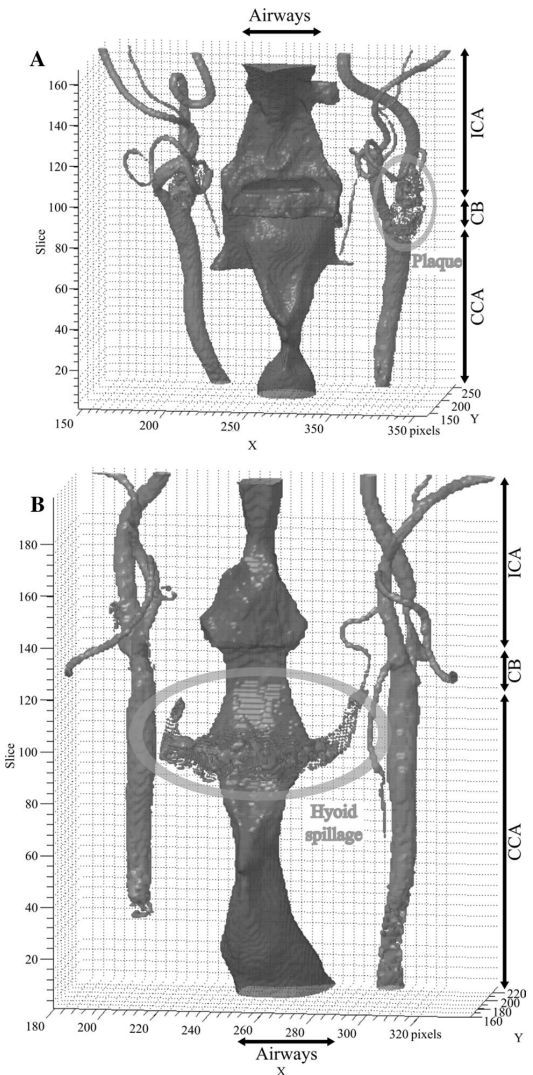 Airways
A
160
140
120
100
80
60
40
20
Slice
ICA
CB
CCA
Plaque
150
200
250
350
350 pixels
X
150
200
250
Y
B
180
160
140
120
100
80
60
40
20
Slice
ICA
CB
CCA
Hyoid
spillage
180
200
220
240
260
280
300
320 pixels
160
180
200
220
Y
Airways
X